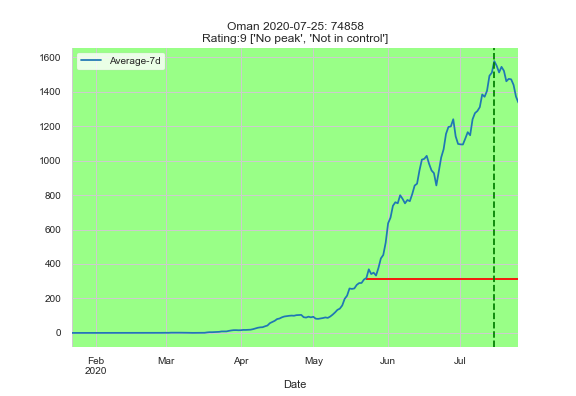 Oman 2020-07-25: 74858
Rating:9 ['No peak', 'Not in control']
Average-7d
1600
1400
1200
1000
800
600
400
200
0
Feb Mar Apr May Jun Jul
2020
Date